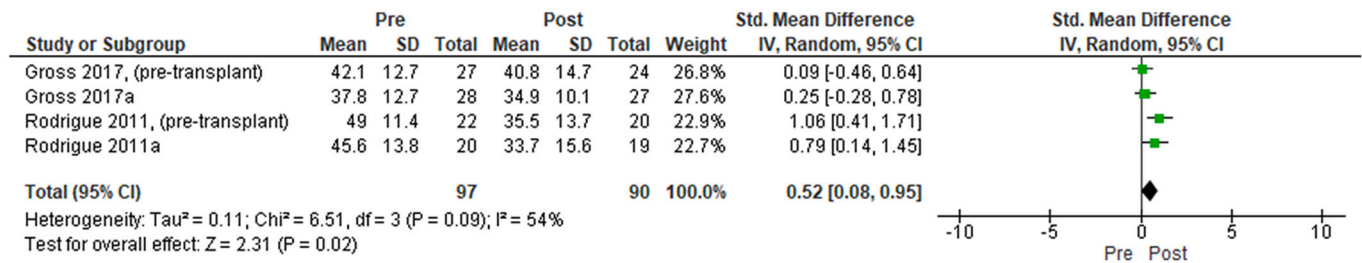 Pre Post Std. Mean Difference Std. Mean Difference
Study or Subgroup Mean SD Total Mean SD Total Weight IV, Random, 95% CI IV, Random, 95% CI
Gross 2017, (pre-transplant) 42.1 12.7 27 40.8 14.7 24 26.8% 0.09 [-0.46, 0.64]
Gross 2017a 37.8 12.7 28 34.9 10.1 27 27.6% 0.25 [-0.28, 0.78]
Rodrigue 2011, (pre-transplant) 49 11.4 22 35.5 13.7 20 22.9% 1.06 [0.41, 1.71]
Rodrigue 2011a 45.6 13.8 20 33.7 15.6 19 22.7% 0.79 [0.14, 1.45]
Total (95% CI) 97 90 100.0% 0.52 [0.08, 0.95]
Heterogeneity: Tau² = 0.11; Chi² = 6.51, df = 3 (P = 0.09); I² = 54%
Test for overall effect: Z = 2.31 (P = 0.02)
-10 -5 0 5 10
Pre Post